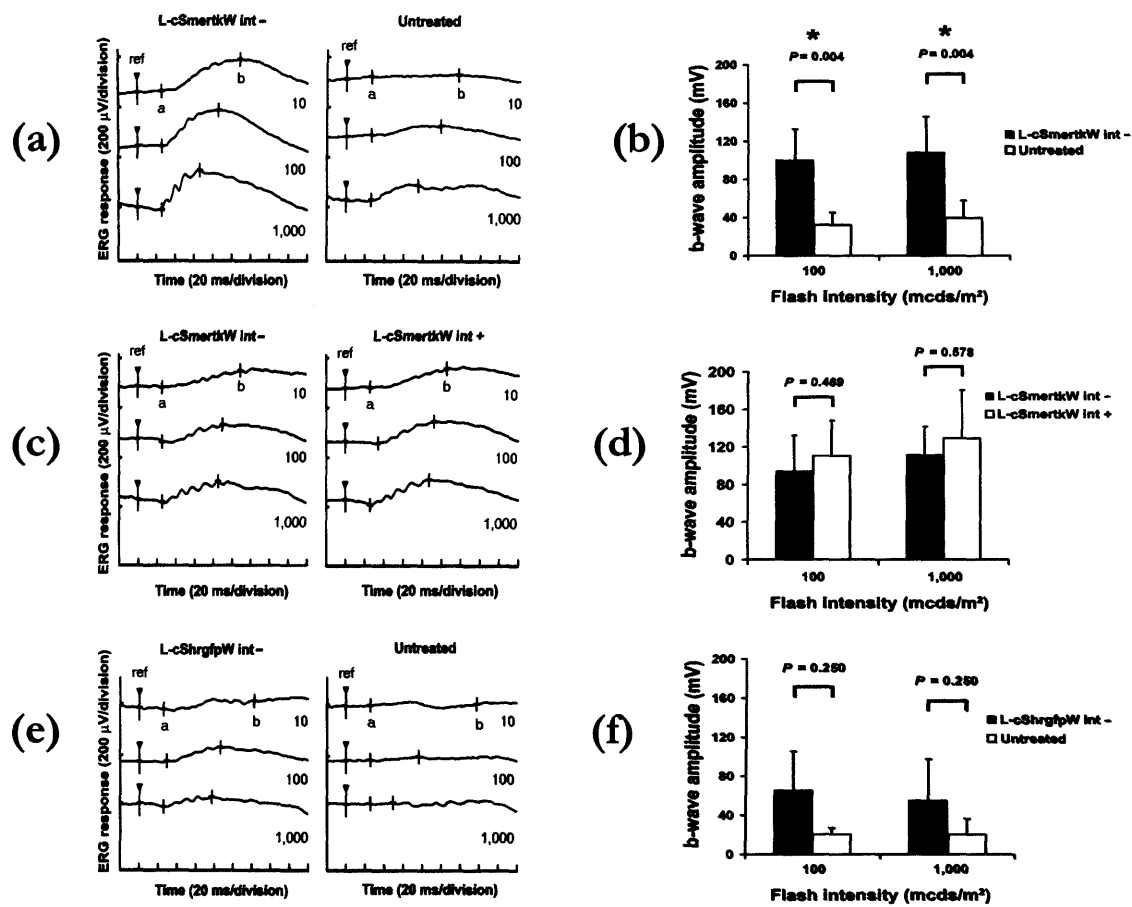 (a)
L-cSmertkW int –
Untreated
ERG response (200 µV/division)
ref
a
b
10
100
1,000
ref
a
b
10
100
1,000
Time (20 ms/division)
Time (20 ms/division)
(b)
*
*
P = 0.004
P = 0.004
b-wave amplitude (mV)
200
160
120
80
40
0
100
1,000
Flash intensity (mcds/m²)
L-cSmertkW int –
Untreated
(c)
L-cSmertkW int–
L-cSmertkW int +
ERG response (200 µV/division)
ref
a
b
10
100
1,000
ref
a
b
10
100
1,000
Time (20 ms/division)
Time (20 ms/division)
(d)
P = 0.578
P = 0.469
b-wave amplitude (mV)
200
160
120
80
40
0
100
1,000
Flash intensity (mcds/m²)
L-cSmertkW int –
L-cSmertkW int +
(e)
L-cShrgfpW int–
Untreated
ERG response (200 µV/division)
ref
a
b
10
100
1,000
ref
a
b
10
100
1,000
Time (20 ms/division)
Time (20 ms/division)
(f)
P = 0.250
P = 0.250
b-wave amplitude (mV)
200
160
120
80
40
0
100
1,000
Flash intensity (mcds/m²)
L-cShrgfpW int –
Untreated